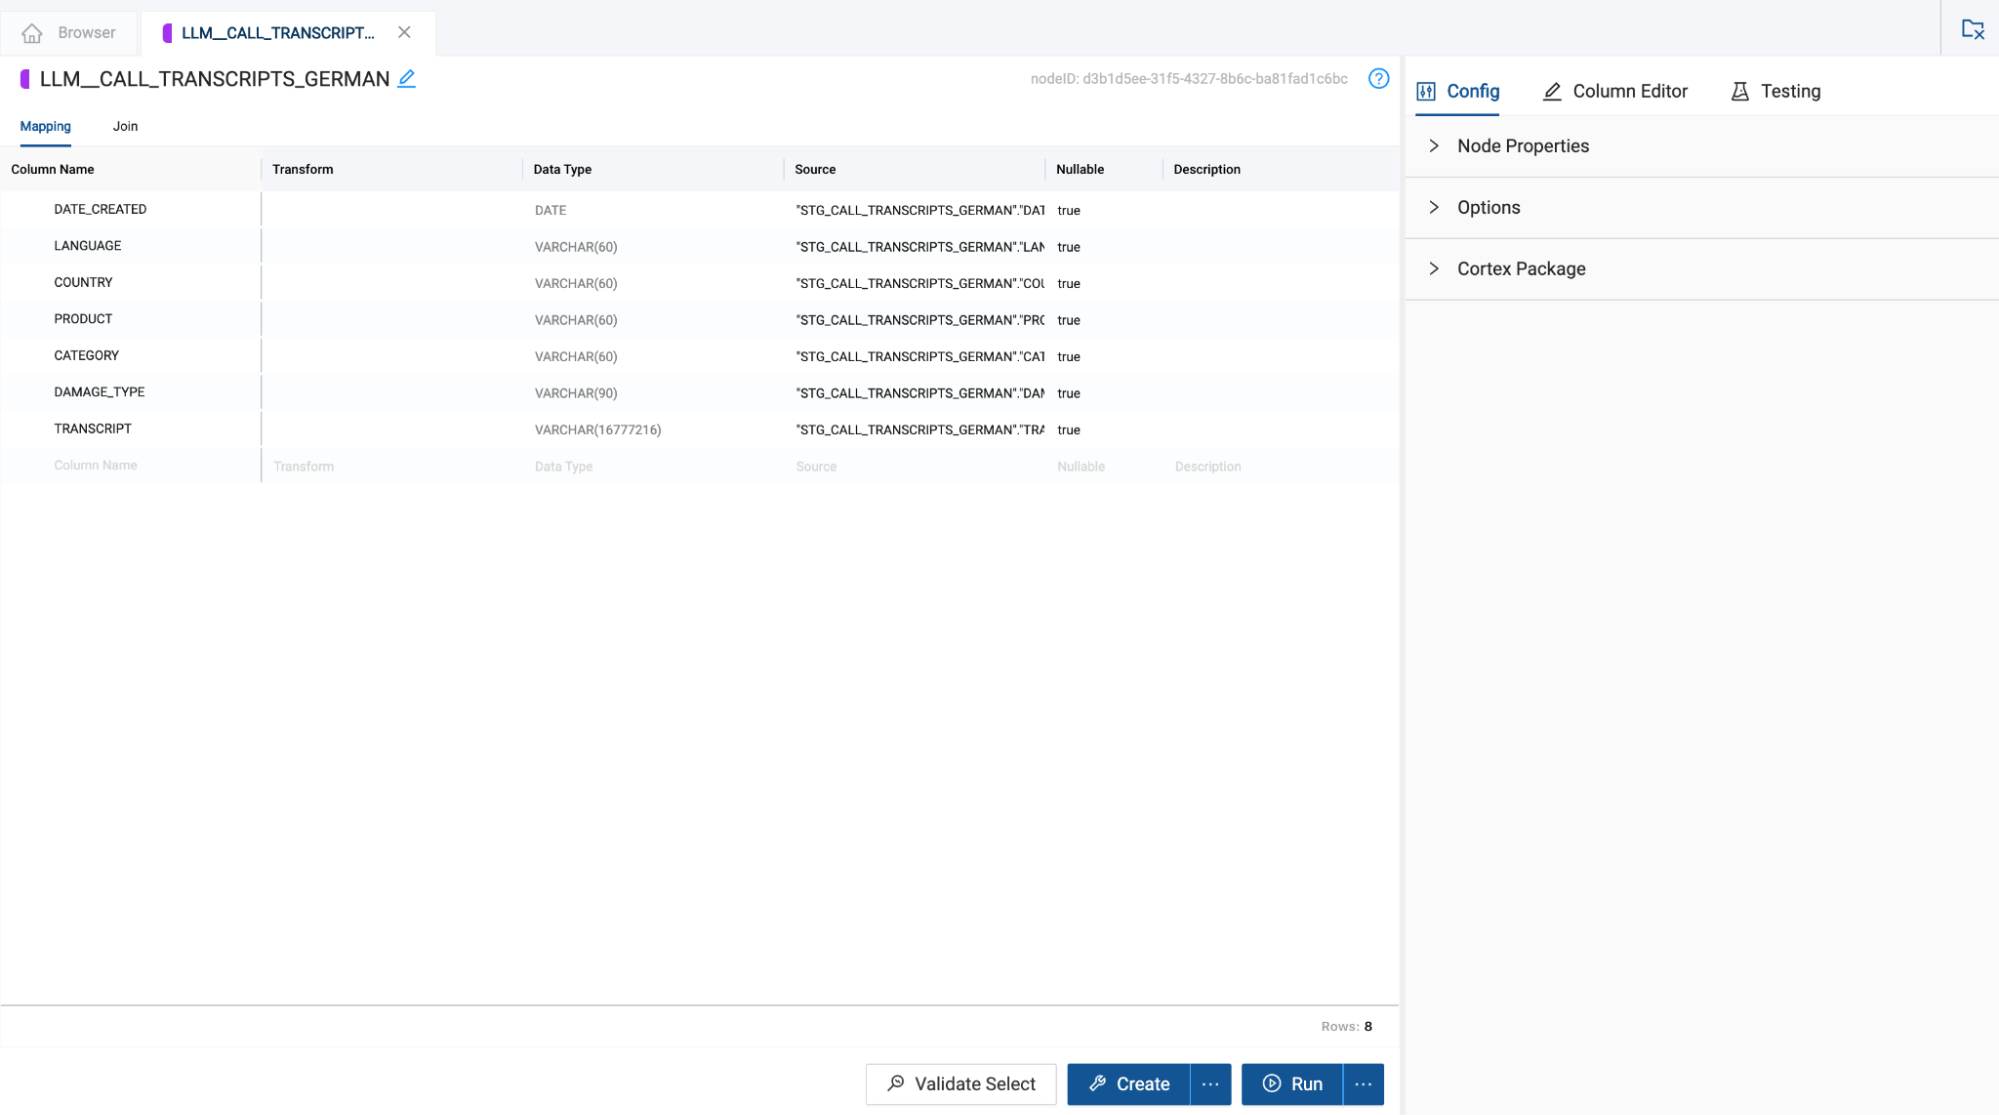 Browser LLM__CALL_TRANSCRIPT...
LLM__CALL_TRANSCRIPTS_GERMAN nodeID: d3b1d5ee-31f5-4327-8b6c-ba81fad1c6bc ?
Config Column Editor Testing
Mapping Join
Node Properties
Options
Cortex Package
Column Name Transform Data Type Source Nullable Description
DATE_CREATED DATE "STG_CALL_TRANSCRIPTS_GERMAN"."DAT true
LANGUAGE VARCHAR(60) "STG_CALL_TRANSCRIPTS_GERMAN"."LAN true
COUNTRY VARCHAR(60) "STG_CALL_TRANSCRIPTS_GERMAN"."COU true
PRODUCT VARCHAR(60) "STG_CALL_TRANSCRIPTS_GERMAN"."PRO true
CATEGORY VARCHAR(60) "STG_CALL_TRANSCRIPTS_GERMAN"."CAT true
DAMAGE_TYPE VARCHAR(90) "STG_CALL_TRANSCRIPTS_GERMAN"."DAM true
TRANSCRIPT VARCHAR(16777216) "STG_CALL_TRANSCRIPTS_GERMAN"."TRA true
Column Name Transform Data Type Source Nullable Description
Rows: 8
Validate Select Create ... Run ...